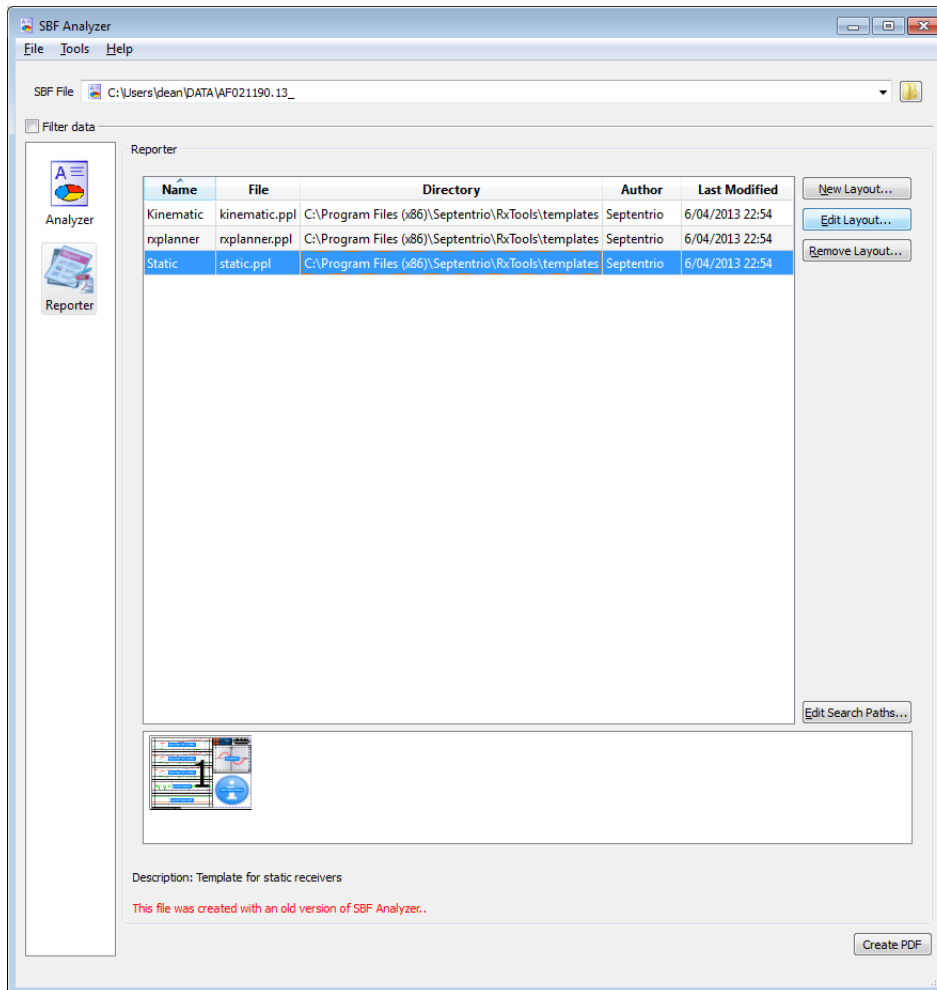 SBF Analyzer
File Tools Help
SBF File C:\Users\dean\DATA\AF021190.13_
Filter data
Analyzer
Reporter
Reporter
Name File Directory Author Last Modified
Kinematic kinematic.ppl C:\Program Files (x86)\Septentrio\RxTools\templates Septentrio 6/04/2013 22:54
rxplanner rxplanner.ppl C:\Program Files (x86)\Septentrio\RxTools\templates Septentrio 6/04/2013 22:54
Static static.ppl C:\Program Files (x86)\Septentrio\RxTools\templates Septentrio 6/04/2013 22:54
New Layout...
Edit Layout...
Remove Layout...
Edit Search Paths...
1
Description: Template for static receivers
This file was created with an old version of SBF Analyzer..
Create PDF